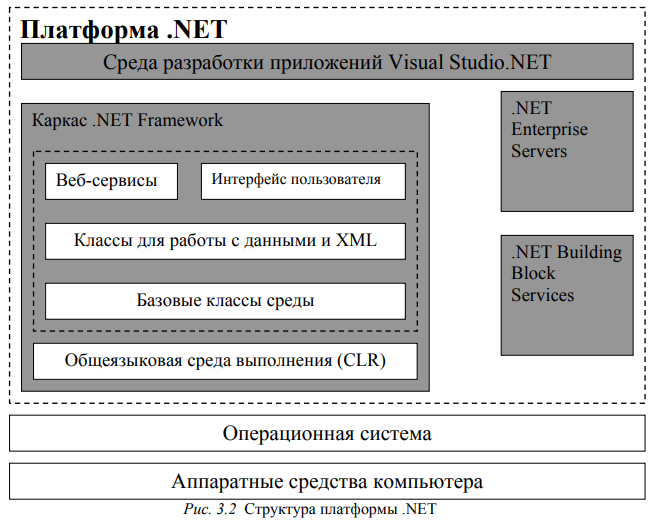 Платформа .NET
Среда разработки приложений Visual Studio.NET
Каркас .NET Framework
Веб-сервисы
Интерфейс пользователя
Классы для работы с данными и XML
Базовые классы среды
Общеязыковая среда выполнения (CLR)
.NET
Enterprise
Servers
.NET Building
Block
Services
Операционная система
Аппаратные средства компьютера
Рис. 3.2 Структура платформы .NET